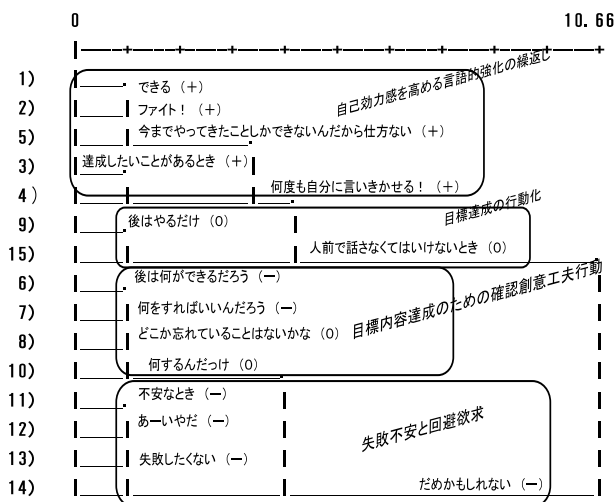 0 10.66
1) できる (+)
自己効力感を高める言語的強化の繰返し
2) ファイト! (+)
5) 今までやってきたことしかできないんだから仕方ない (+)
3) 達成したいことがあるとき (+)
4) 何度も自分に言いきかせる! (+)
9) 後はやるだけ (0)
目標達成の行動化
15) 人前で話さなくてはいけないとき (0)
6) 後は何ができるだろう (ー)
7) 何をすればいいんだろう (ー)
8) どこか忘れていることはないかな (0)
目標内容達成のための確認創意工夫行動
10) 何するんだっけ (0)
11) 不安なとき (ー)
12) あーいやだ (ー)
失敗不安と回避欲求
13) 失敗したくない (ー)
14) だめかもしれない (ー)